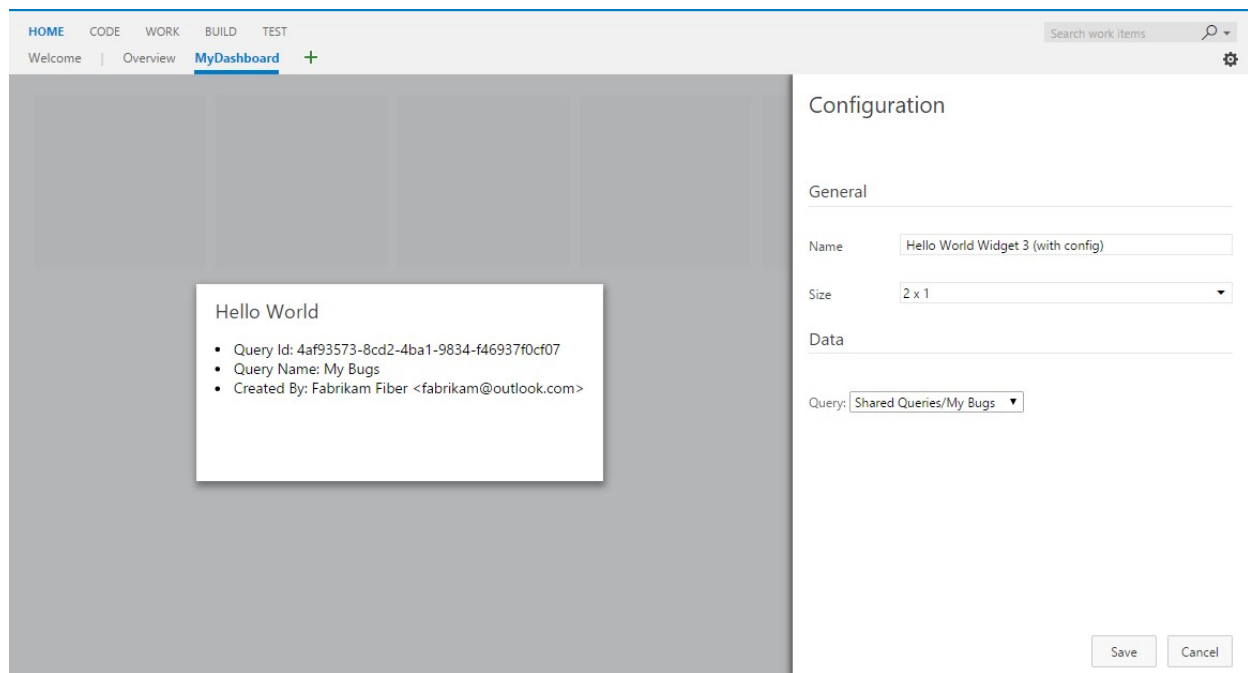 HOME CODE WORK BUILD TEST Search work items
Welcome | Overview MyDashboard +
Configuration
General
Name Hello World Widget 3 (with config)
Size 2 x 1
Data
Query: Shared Queries/My Bugs
Save Cancel
Hello World
• Query Id: 4af93573-8cd2-4ba1-9834-f46937f0cf07
• Query Name: My Bugs
• Created By: Fabrikam Fiber <fabrikam@outlook.com>